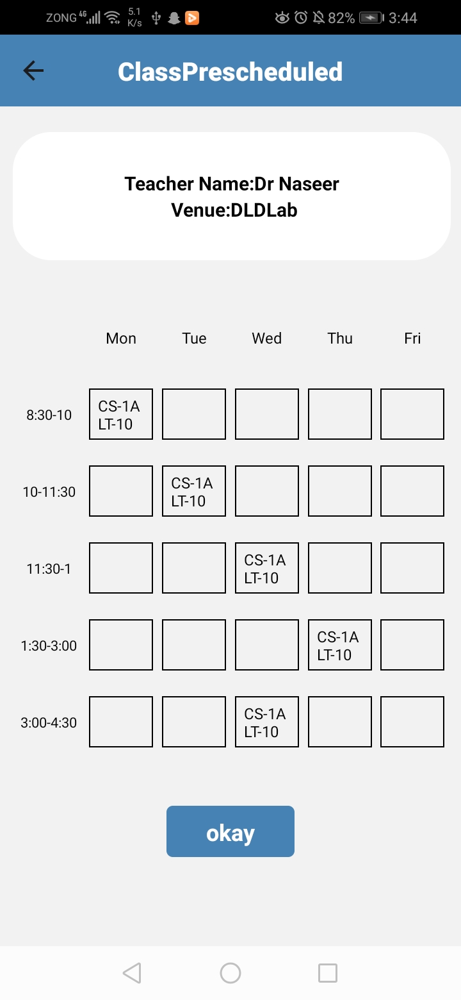 ZONG 4G 5.1 K/s 82% 3:44
ClassPrescheduled
Teacher Name:Dr Naseer
Venue:DLDLab
Mon Tue Wed Thu Fri
8:30-10 CS-1A
LT-10
10-11:30 CS-1A
LT-10
11:30-1 CS-1A
LT-10
1:30-3:00 CS-1A
LT-10
3:00-4:30 CS-1A
LT-10
okay